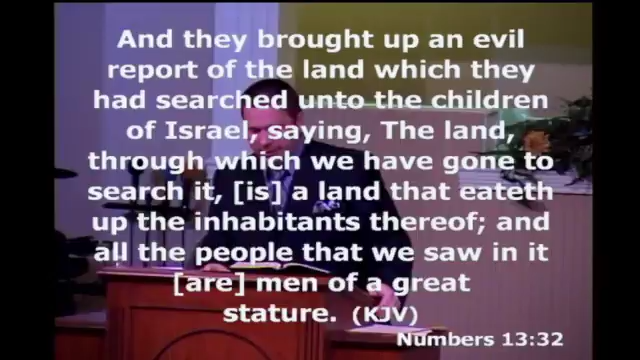 And they brought up an evil
report of the land which they
had searched unto the children
of Israel, saying, The land,
through which we have gone to
search it, [is] a land that eateth
up the inhabitants thereof; and
all the people that we saw in it
[are] men of a great
stature. (KJV)
Numbers 13:32